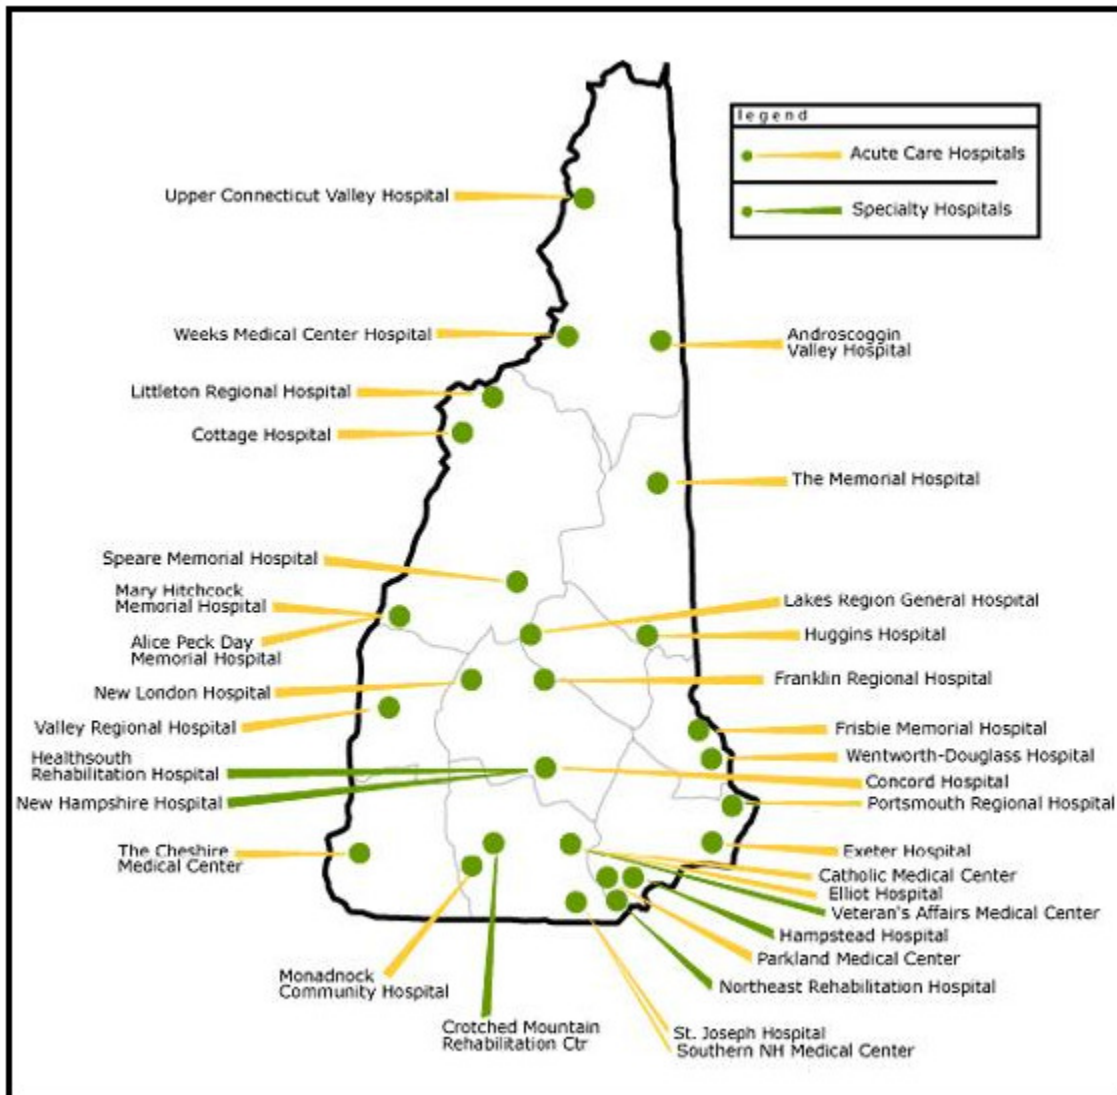 legend
Acute Care Hospitals
Specialty Hospitals
Upper Connecticut Valley Hospital
Weeks Medical Center Hospital
Androscoggin
Valley Hospital
Littleton Regional Hospital
Cottage Hospital
The Memorial Hospital
Speare Memorial Hospital
Mary Hitchcock
Memorial Hospital
Lakes Region General Hospital
Alice Peck Day
Memorial Hospital
Huggins Hospital
New London Hospital
Franklin Regional Hospital
Valley Regional Hospital
Frisbie Memorial Hospital
Healthsouth
Rehabilitation Hospital
Wentworth-Douglass Hospital
Concord Hospital
New Hampshire Hospital
Portsmouth Regional Hospital
The Cheshire
Medical Center
Exeter Hospital
Catholic Medical Center
Elliot Hospital
Veteran's Affairs Medical Center
Hampstead Hospital
Parkland Medical Center
Monadnock
Community Hospital
Northeast Rehabilitation Hospital
Crotched Mountain
Rehabilitation Ctr
St. Joseph Hospital
Southern NH Medical Center